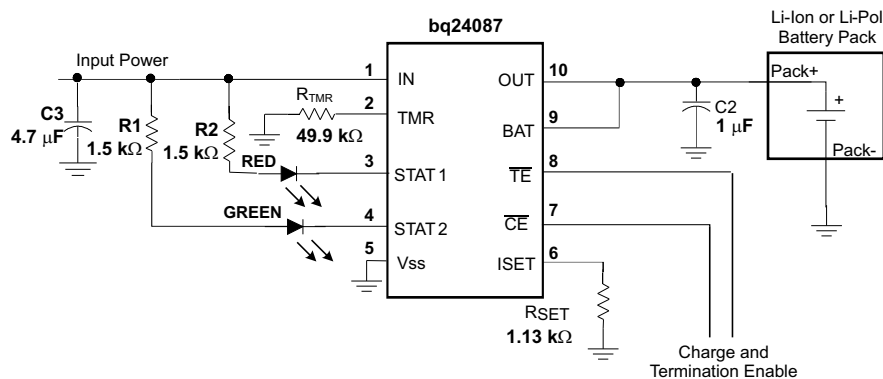 bq24087
Li-Ion or Li-Pol
Battery Pack
Input Power
1
IN
OUT
10
Pack+
C3
4.7 μF
R1
1.5 kΩ
R2
1.5 kΩ
RTMR
49.9 kΩ
2
TMR
BAT
9
C2
1 μF
+
Pack-
RED
3
STAT 1
TE
8
GREEN
4
STAT 2
CE
7
5
Vss
ISET
6
RSET
1.13 kΩ
Charge and
Termination Enable